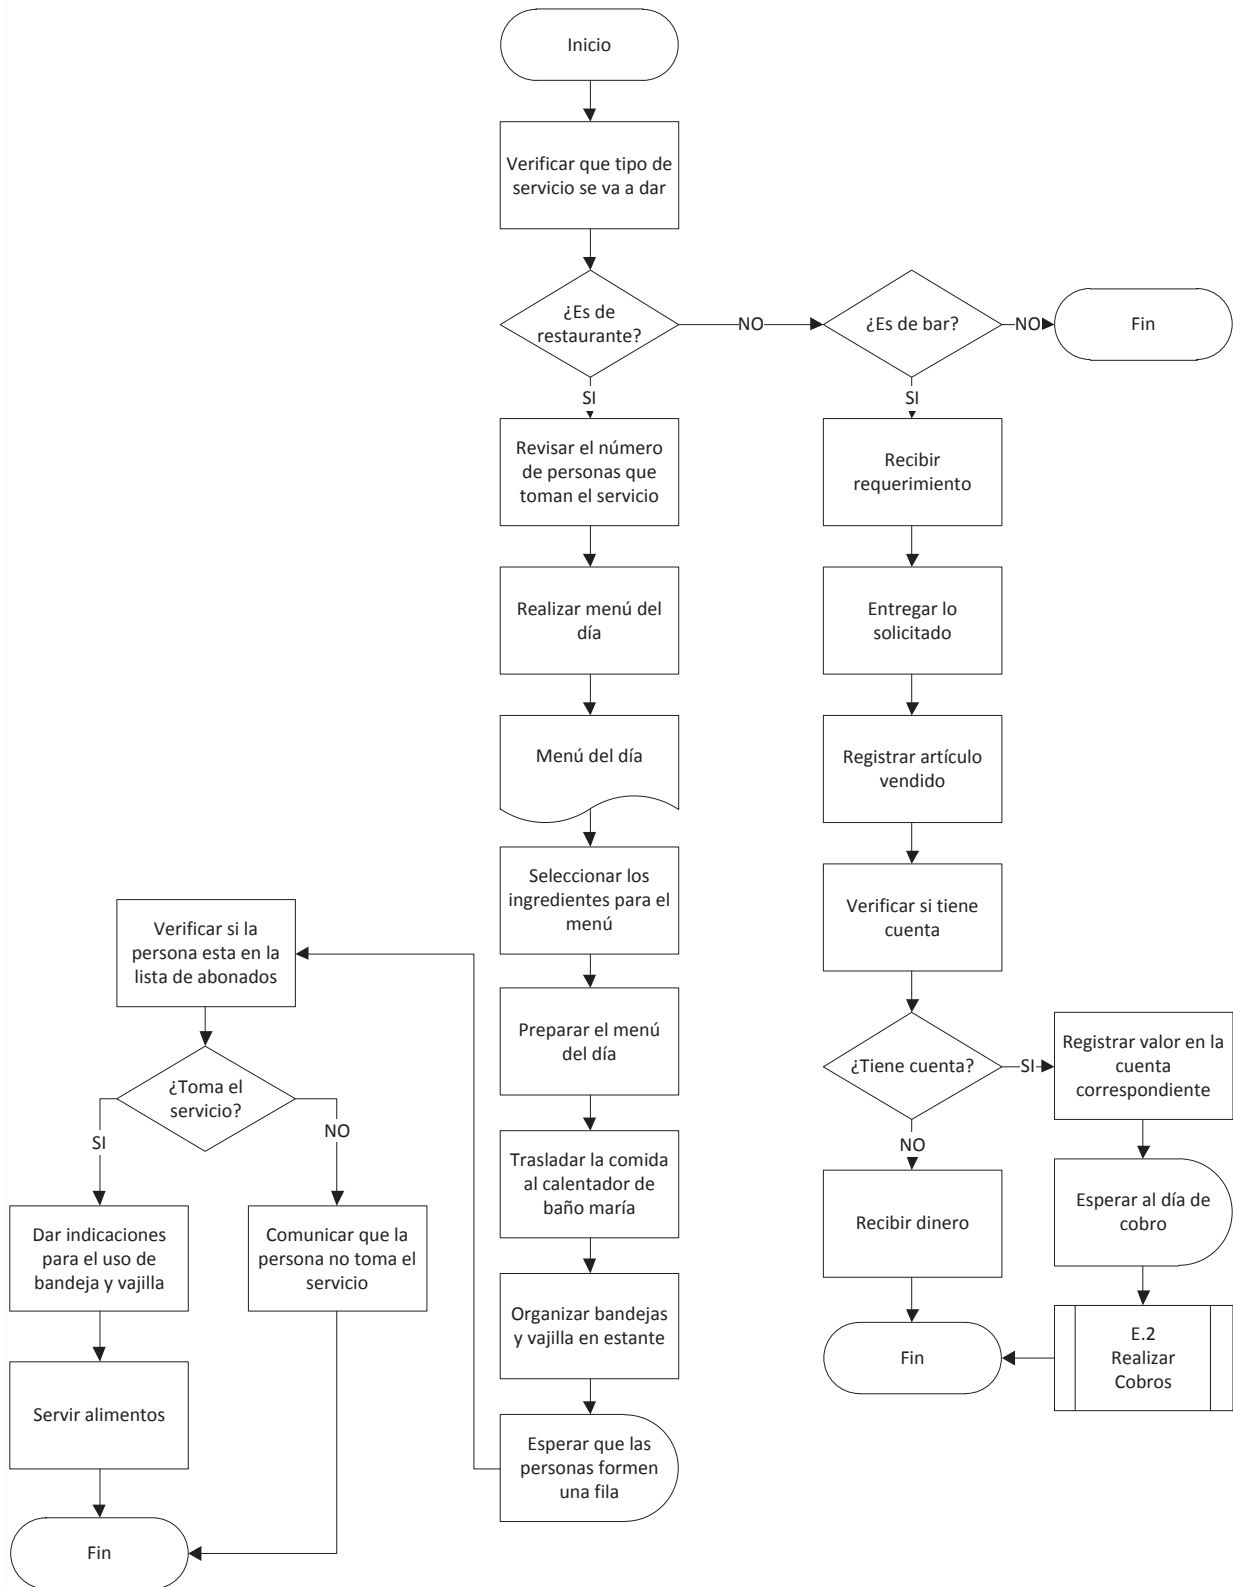 Inicio
Verificar que tipo de
servicio se va a dar
¿Es de
restaurante?
NO
¿Es de bar?
NO
Fin
SI
SI
Revisar el número
de personas que
toman el servicio
Recibir
requerimiento
Realizar menú del
día
Entregar lo
solicitado
Menú del día
Registrar artículo
vendido
Seleccionar los
ingredientes para el
menú
Verificar si tiene
cuenta
Verificar si la
persona esta en la
lista de abonados
Preparar el menú
del día
¿Tiene cuenta?
SI
Registrar valor en la
cuenta
correspondiente
¿Toma el
servicio?
SI
NO
NO
Trasladar la comida
al calentador de
baño maría
Recibir dinero
Esperar al día de
cobro
Dar indicaciones
para el uso de
bandeja y vajilla
Comunicar que la
persona no toma el
servicio
Organizar bandejas
y vajilla en estante
Fin
E.2
Realizar
Cobros
Servir alimentos
Esperar que las
personas formen
una fila
Fin